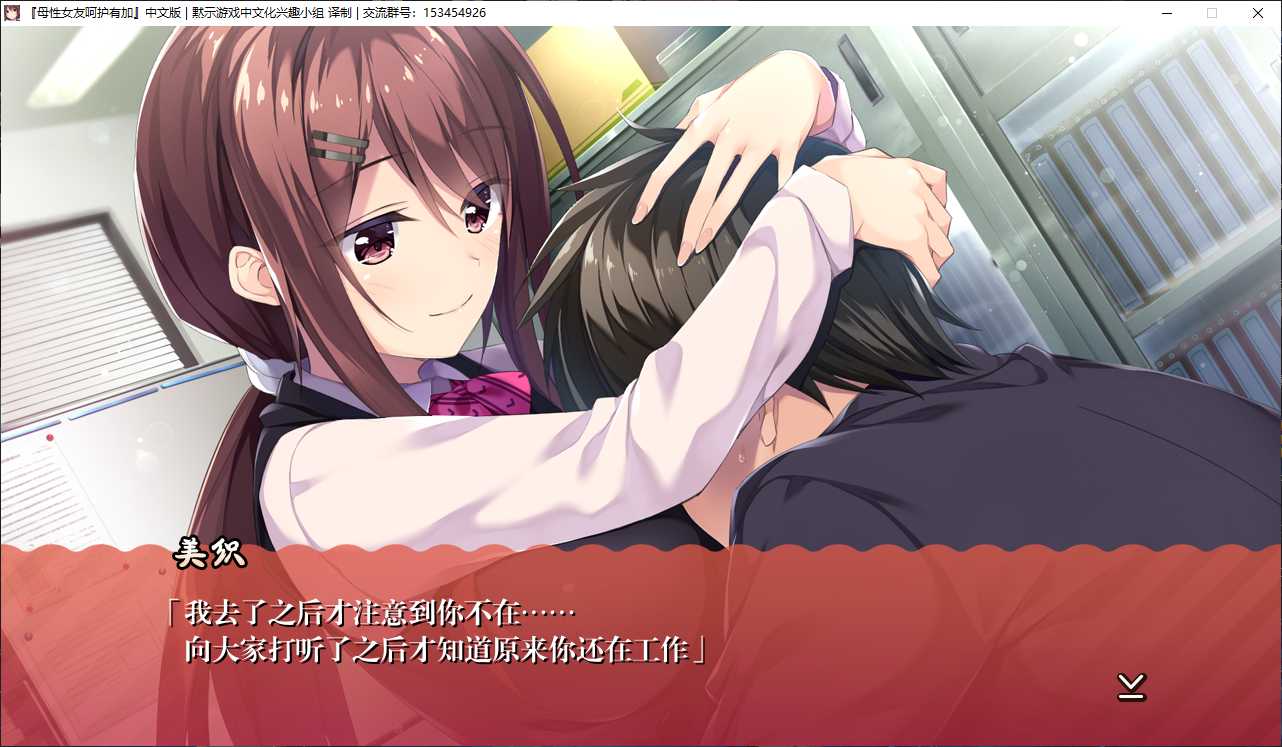 『母性女友呵护有加』中文版 | 默示游戏中文化兴趣小组 译制 | 交流群号：153454926
美织
「我去了之后才注意到你不在……
向大家打听了之后才知道原来你还在工作」